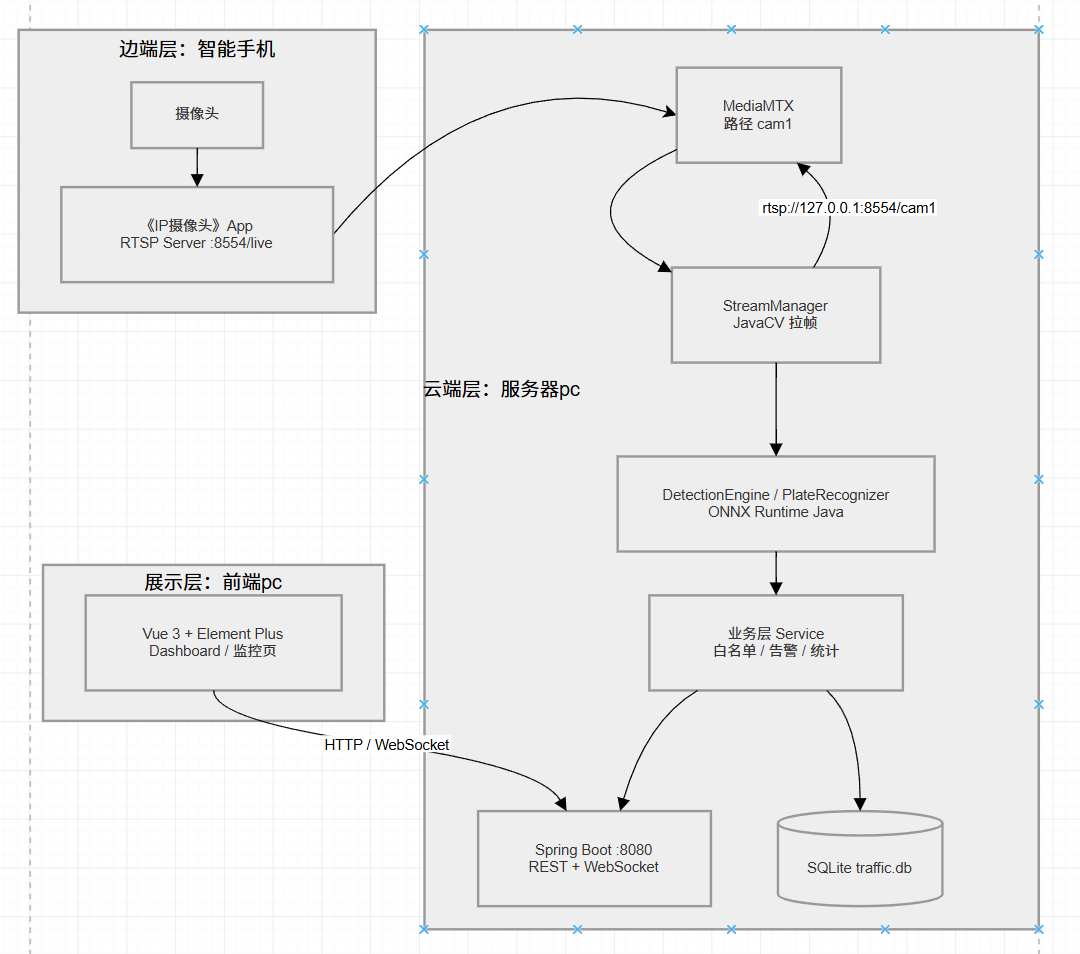 边端层：智能手机
摄像头
《IP摄像头》App
RTSP Server :8554/live
MediaMTX
路径 cam1
rtsp://127.0.0.1:8554/cam1
StreamManager
JavaCV 拉帧
云端层：服务器pc
DetectionEngine / PlateRecognizer
ONNX Runtime Java
展示层：前端pc
Vue 3 + Element Plus
Dashboard / 监控页
业务层 Service
白名单 / 告警 / 统计
HTTP / WebSocket
Spring Boot :8080
REST + WebSocket
SQLite traffic.db